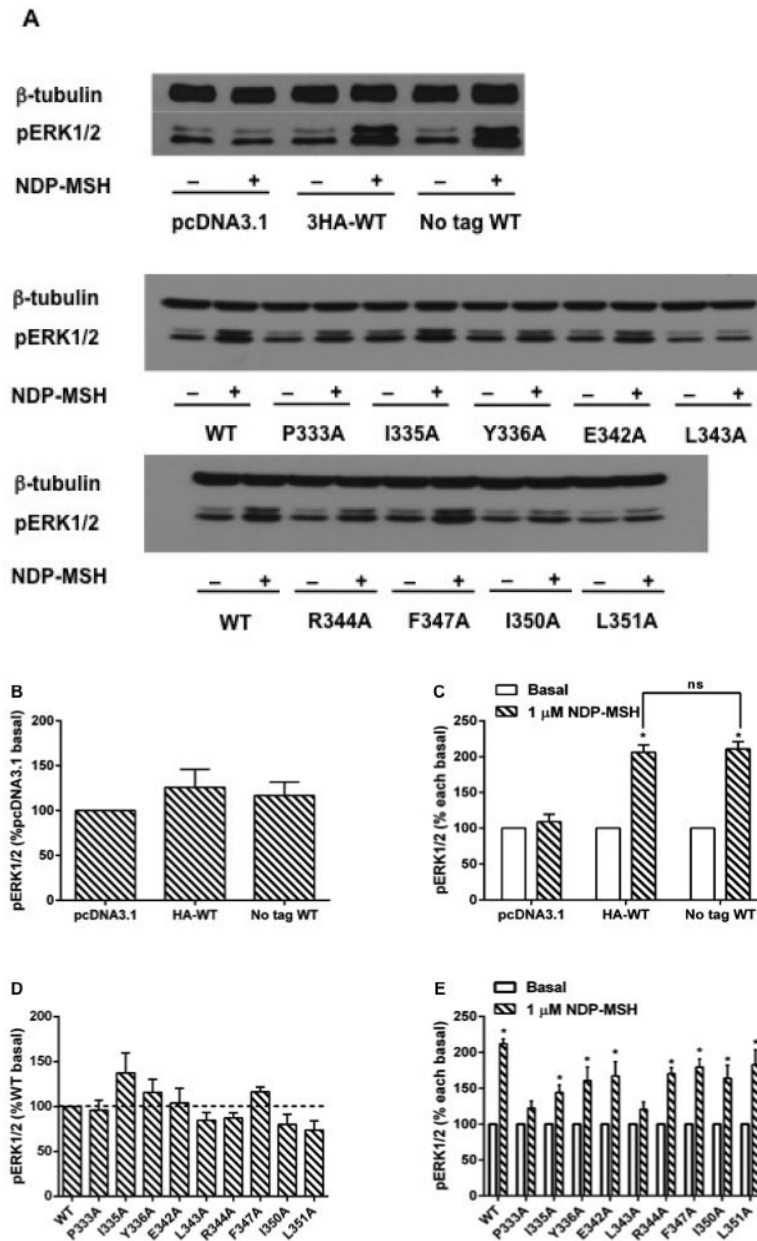 A
β-tubulin
pERK1/2
NDP-MSH − + − + − +
pcDNA3.1 3HA-WT No tag WT
β-tubulin
pERK1/2
NDP-MSH − + − + − + − + − + − +
WT P333A I335A Y336A E342A L343A
β-tubulin
pERK1/2
NDP-MSH − + − + − + − + − +
WT R344A F347A I350A L351A
B
pERK1/2 (%pcDNA3.1 basal)
200
150
100
50
0
pcDNA3.1 HA-WT No tag WT
C
Basal
1 μM NDP-MSH
ns
* *
pERK1/2 (% each basal)
250
200
150
100
50
0
pcDNA3.1 HA-WT No tag WT
D
pERK1/2 (%WT basal)
200
150
100
50
0
WT P333A I335A Y336A E342A L343A R344A F347A I350A L351A
E
Basal
1 μM NDP-MSH
* * * * * * * *
pERK1/2 (% each basal)
250
200
150
100
50
0
WT P333A I335A Y336A E342A L343A R344A F347A I350A L351A